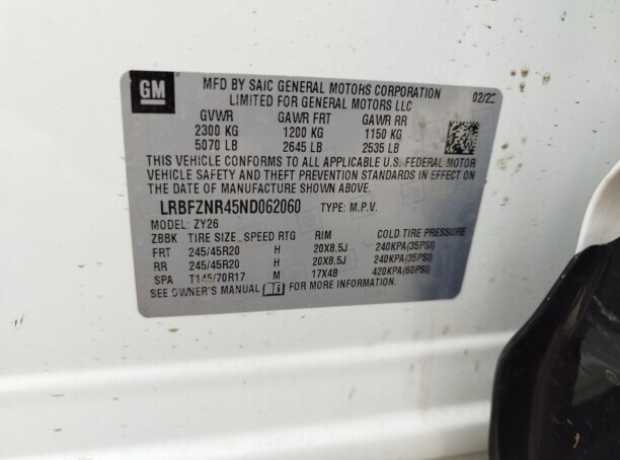 GM
MFD BY SAIC GENERAL MOTORS CORPORATION
LIMITED FOR GENERAL MOTORS LLC
02/22
GVWR GAWR FRT GAWR RR
2300 KG 1200 KG 1150 KG
5070 LB 2645 LB 2535 LB
THIS VEHICLE CONFORMS TO ALL APPLICABLE U.S. FEDERAL MOTOR
VEHICLE SAFETY AND THEFT PREVENTION STANDARDS IN EFFECT ON
THE DATE OF MANUFACTURE SHOWN ABOVE.
LRBFZNR45ND062060 TYPE: M.P.V.
MODEL: ZY26
ZBBK TIRE SIZE SPEED RTG RIM COLD TIRE PRESSURE
FRT 245/45R20 H 20X8.5J 240KPA(35PSI)
RR 245/45R20 H 20X8.5J 240KPA(35PSI)
SPA T145/70R17 M 17X4B 420KPA(60PSI)
SEE OWNER'S MANUAL i FOR MORE INFORMATION.